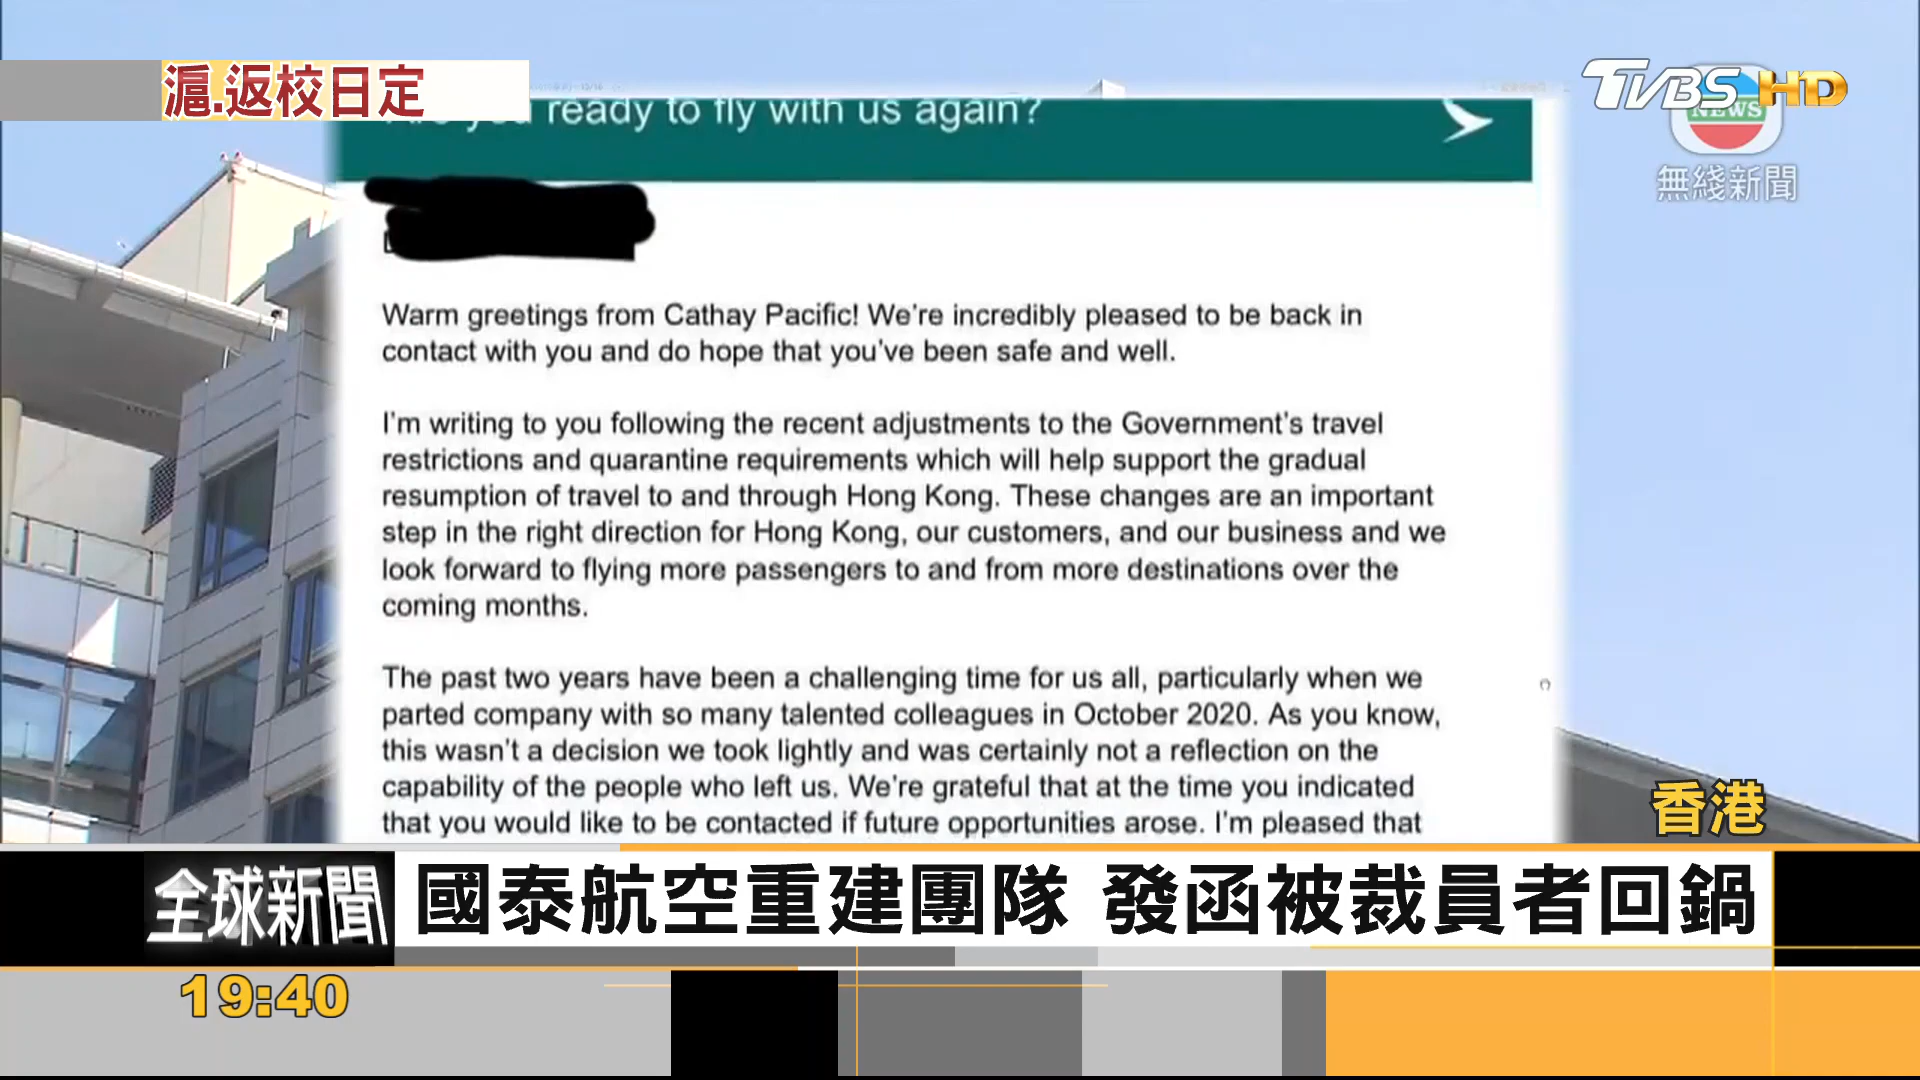 滬.返校日定
TVBS HD
NEWS
無綫新聞
Are you ready to fly with us again?
Warm greetings from Cathay Pacific! We're incredibly pleased to be back in
contact with you and do hope that you've been safe and well.
I'm writing to you following the recent adjustments to the Government's travel
restrictions and quarantine requirements which will help support the gradual
resumption of travel to and through Hong Kong. These changes are an important
step in the right direction for Hong Kong, our customers, and our business and we
look forward to flying more passengers to and from more destinations over the
coming months.
The past two years have been a challenging time for us all, particularly when we
parted company with so many talented colleagues in October 2020. As you know,
this wasn't a decision we took lightly and was certainly not a reflection on the
capability of the people who left us. We're grateful that at the time you indicated
that you would like to be contacted if future opportunities arose. I'm pleased that
香港
全球新聞
國泰航空重建團隊 發函被裁員者回鍋
19:40